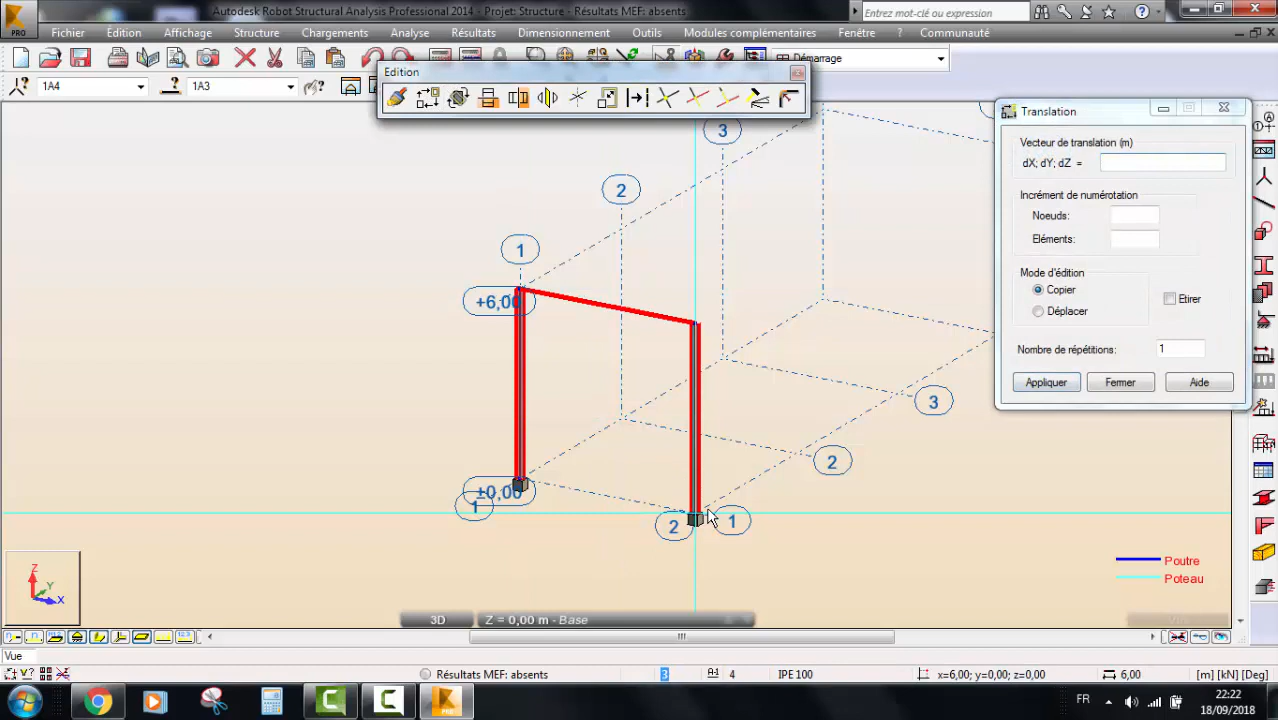 Autodesk Robot Structural Analysis Professional 2014 - Projet: Structure - Résultats MEF: absents
Entrez mot-clé ou expression
PRO
Fichier Edition Affichage Structure Chargements Analyse Résultats Dimensionnement Outils Modules complémentaires Fenêtre ? Communauté
Démarrage
1A4
1A3
Edition
Translation
Vecteur de translation (m)
dX; dY; dZ =
Incrément de numérotation
Noeuds:
Eléments:
Mode d'édition
Copier
Etirer
Déplacer
Nombre de répétitions: 1
Appliquer Fermer Aide
3
2
1
+6,00
±0,00
1
2
1
2
3
Poutre
Poteau
Z
Y
X
3D
Z = 0,00 m - Base
Vue
Vue
Résultats MEF: absents
3
4
IPE 100
x=6,00; y=0,00; z=0,00
6,00
[m] [kN] [Deg]
FR
22:22
18/09/2018
PRO